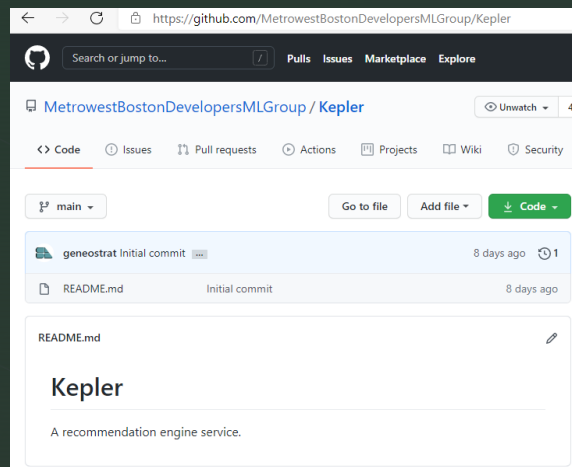 https://github.com/MetrowestBostonDevelopersMLGroup/Kepler
Search or jump to... / Pulls Issues Marketplace Explore
MetrowestBostonDevelopersMLGroup / Kepler Unwatch 4
<> Code Issues Pull requests Actions Projects Wiki Security
main Go to file Add file Code
geneostrat Initial commit ... 8 days ago 1
README.md Initial commit 8 days ago
README.md
Kepler
A recommendation engine service.